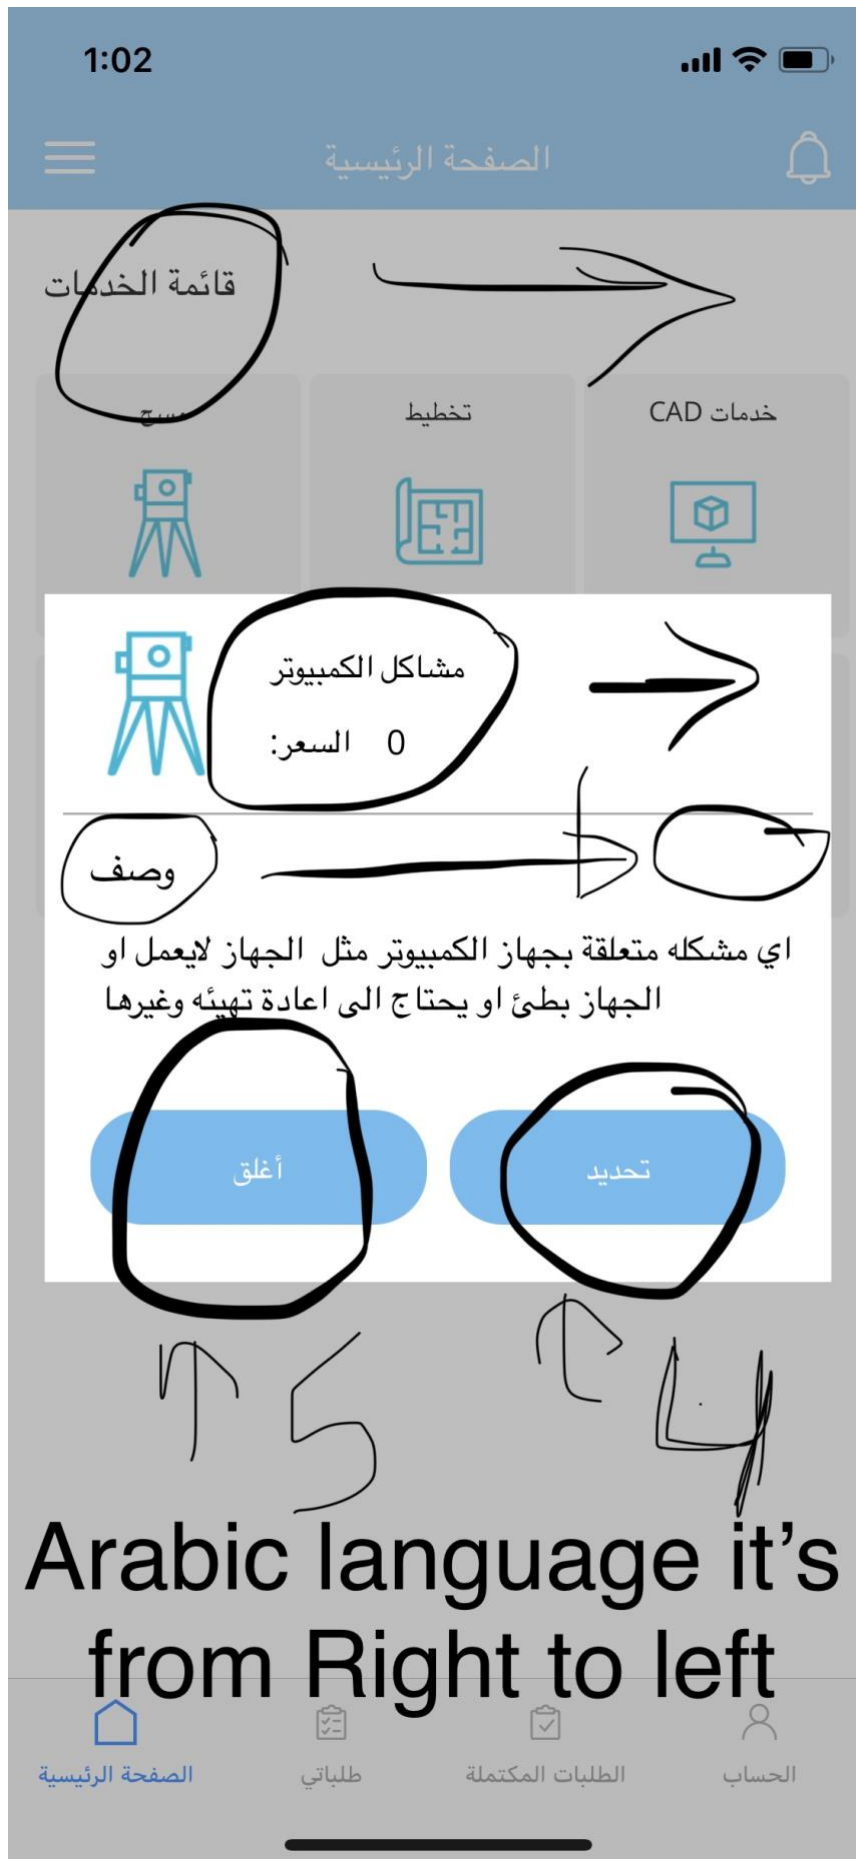 1:02
الصفحة الرئيسية
قائمة الخدمات
خدمات CAD
تخطيط
مسح
مشاكل الكمبيوتر
السعر: 0
وصف
اي مشكله متعلقة بجهاز الكمبيوتر مثل الجهاز لايعمل او
الجهاز بطئ او يحتاج الى اعادة تهيئه وغيرها
تحديد
أغلق
4
5
Arabic language it's
from Right to left
الحساب
الطلبات المكتملة
طلباتي
الصفحة الرئيسية